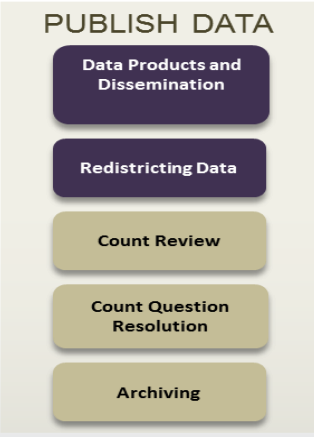 PUBLISH DATA
Data Products and
Dissemination
Redistricting Data
Count Review
Count Question
Resolution
Archiving